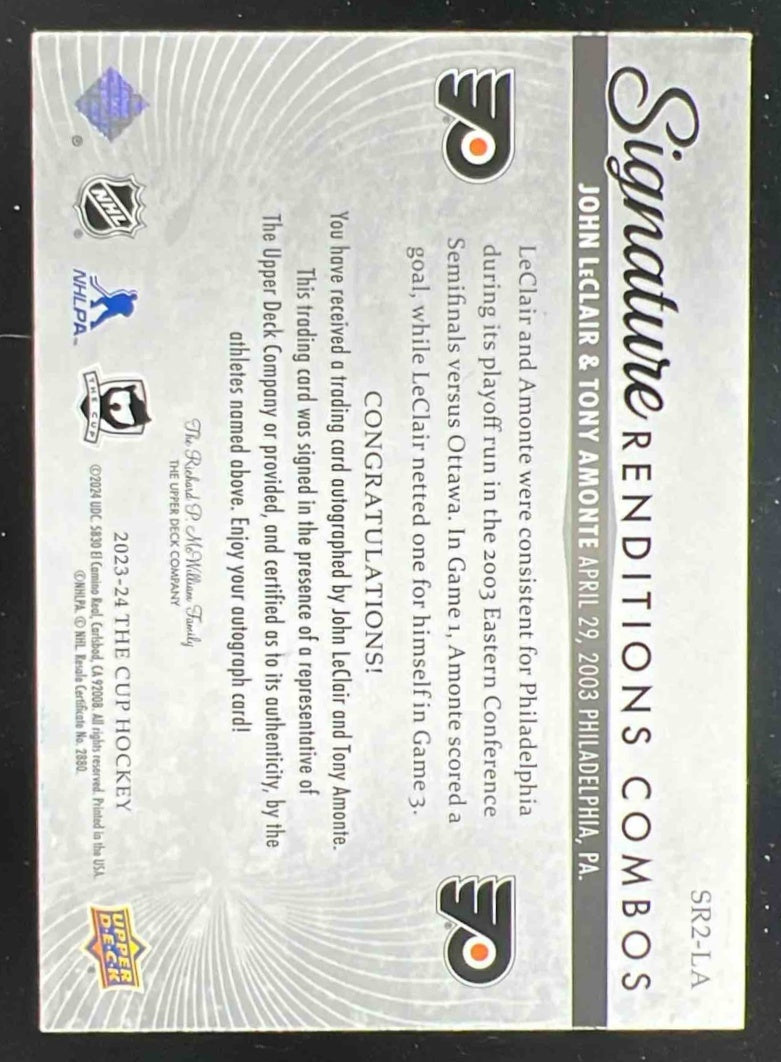 SR2-LA
Signature RENDITIONS COMBOS
JOHN LeCLAIR & TONY AMONTE APRIL 29, 2003 PHILADELPHIA, PA.
LeClair and Amonte were consistent for Philadelphia
during its playoff run in the 2003 Eastern Conference
Semifinals versus Ottawa. In Game 1, Amonte scored a
goal, while LeClair netted one for himself in Game 3.
CONGRATULATIONS!
You have received a trading card autographed by John LeClair and Tony Amonte.
This trading card was signed in the presence of a representative of
The Upper Deck Company or provided, and certified as to its authenticity, by the
athletes named above. Enjoy your autograph card!
The Richard P. McWilliam Family
THE UPPER DECK COMPANY
2023-24 THE CUP HOCKEY
©2024 UDC. 5830 El Camino Real, Carlsbad, CA 92008. All rights reserved. Printed in the USA.
©NHLPA. © NHL. Resale Certificate No. 2880.
®
NHL
®
NHLPA™
THE CUP
UPPER
DECK